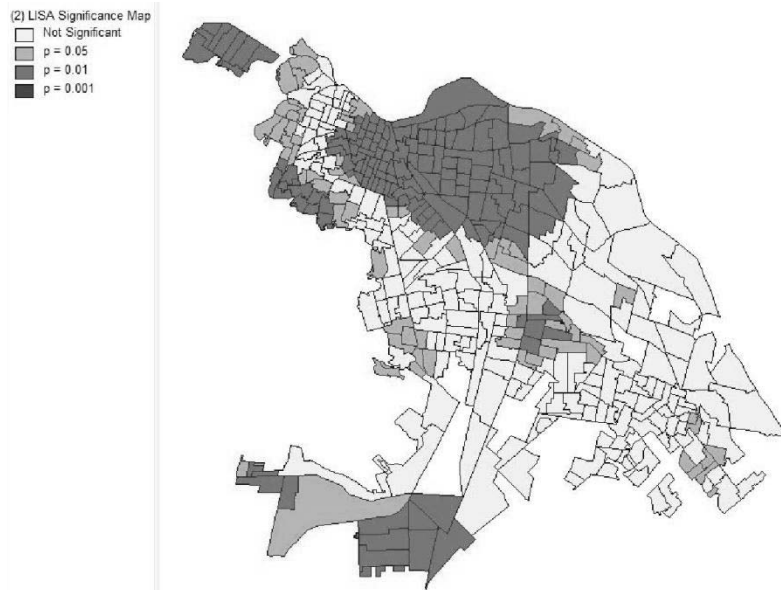 (2) LISA Significance Map
Not Significant
p = 0.05
p = 0.01
p = 0.001